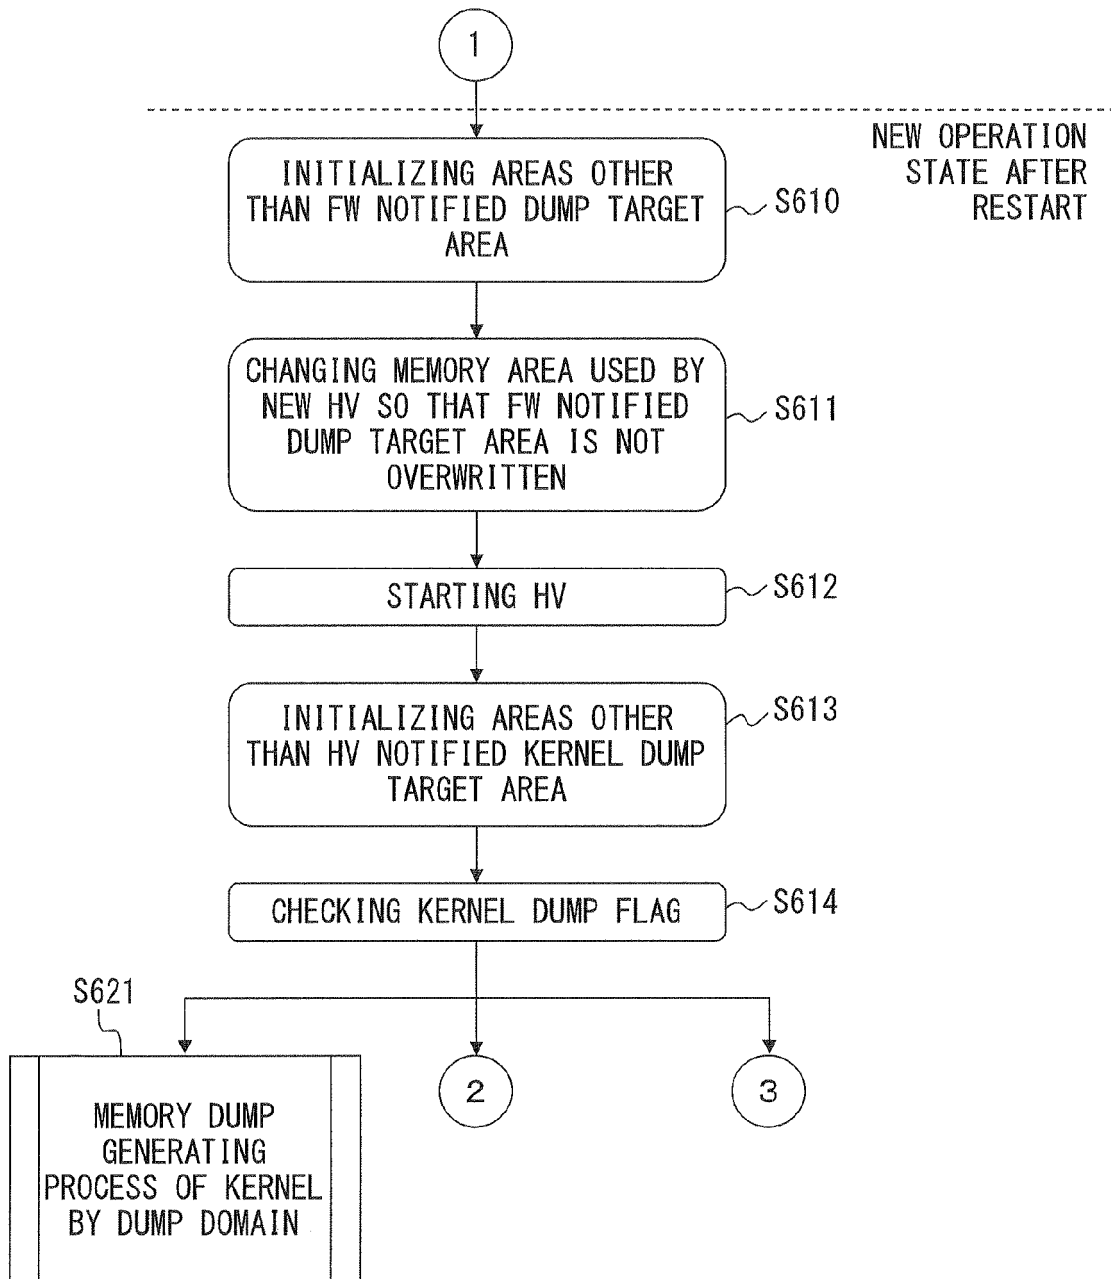 1
NEW OPERATION
STATE AFTER
RESTART
INITIALIZING AREAS OTHER
THAN FW NOTIFIED DUMP TARGET
AREA
S610
CHANGING MEMORY AREA USED BY
NEW HV SO THAT FW NOTIFIED
DUMP TARGET AREA IS NOT
OVERWRITTEN
S611
STARTING HV
S612
INITIALIZING AREAS OTHER
THAN HV NOTIFIED KERNEL DUMP
TARGET AREA
S613
CHECKING KERNEL DUMP FLAG
S614
S621
MEMORY DUMP
GENERATING
PROCESS OF KERNEL
BY DUMP DOMAIN
2
3